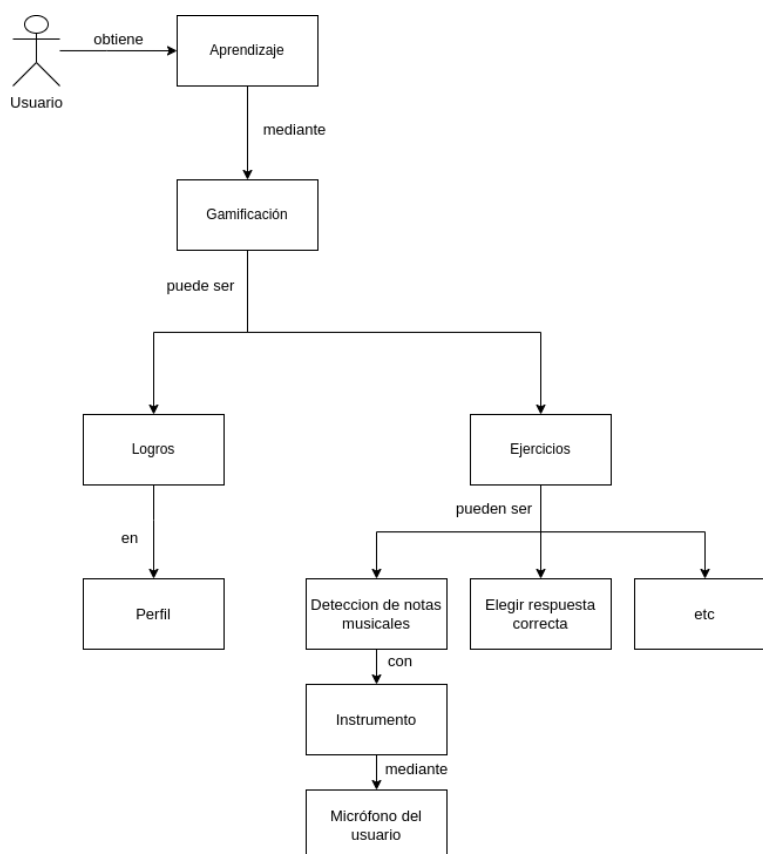 obtiene
Aprendizaje
Usuario
mediante
Gamificación
puede ser
Logros
Ejercicios
pueden ser
en
Perfil
Deteccion de notas
musicales
Elegir respuesta
correcta
etc
con
Instrumento
mediante
Micrófono del
usuario